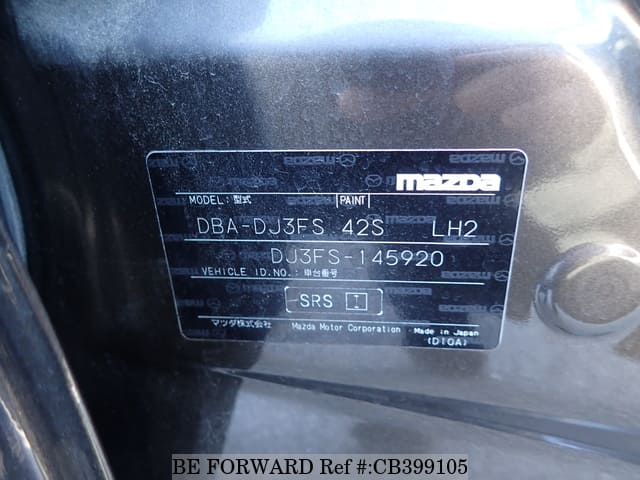 mazda
MODEL: 型式 PAINT
DBA-DJ3FS 42S LH2
DJ3FS-145920
VEHICLE ID.NO.: 車台番号
SRS I
マツダ株式会社 Mazda Motor Corporation Made in Japan
(D10A)
BE FORWARD Ref #:CB399105